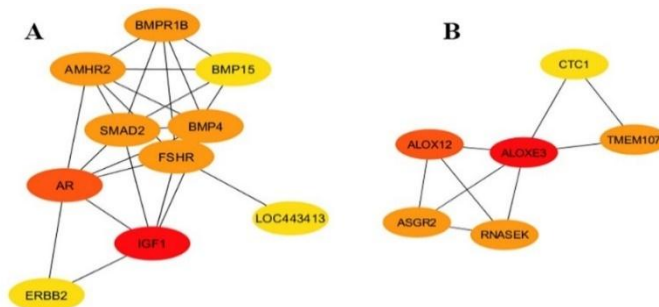 A
BMPR1B
AMHR2
BMP15
SMAD2
BMP4
FSHR
AR
LOC443413
IGF1
ERBB2
B
CTC1
ALOX12
ALOXE3
TMEM107
ASGR2
RNASEK